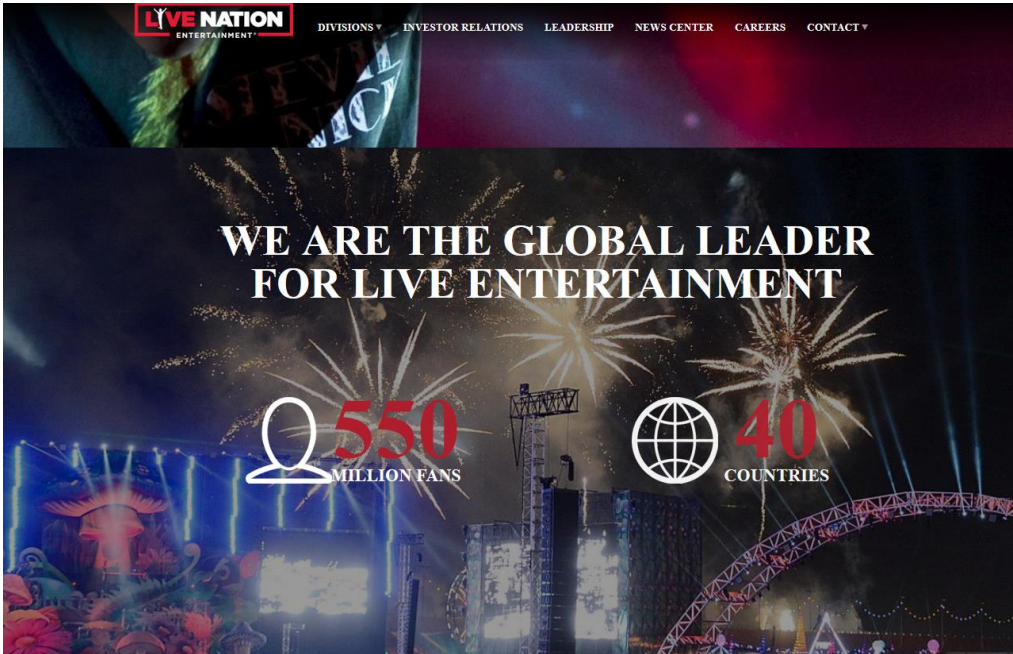 LIVE NATION
ENTERTAINMENT
DIVISIONS INVESTOR RELATIONS LEADERSHIP NEWS CENTER CAREERS CONTACT
WE ARE THE GLOBAL LEADER
FOR LIVE ENTERTAINMENT
550
MILLION FANS
40
COUNTRIES